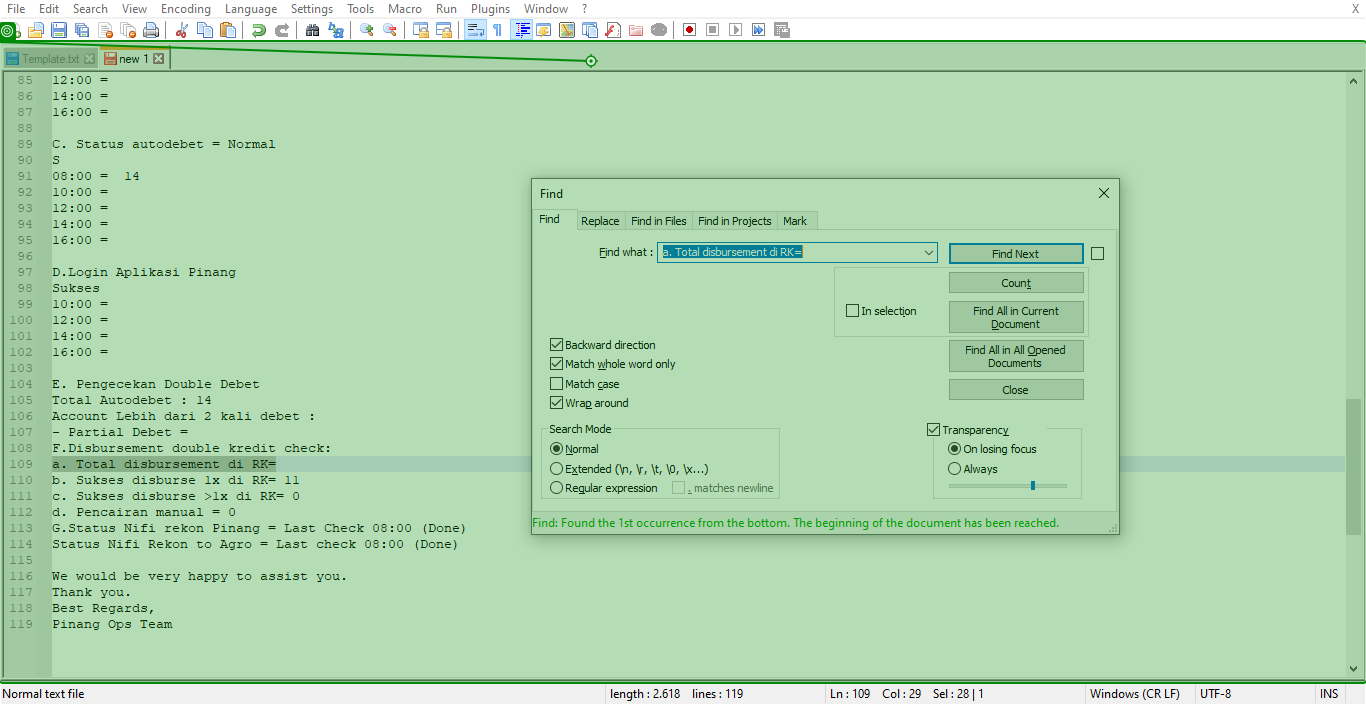 File Edit Search View Encoding Language Settings Tools Macro Run Plugins Window ? X
Template.txt new 1
85 12:00 =
86 14:00 =
87 16:00 =
88
89 C. Status autodebet = Normal
90 S
91 08:00 =  14
92 10:00 =
93 12:00 =
94 14:00 =
95 16:00 =
96
97 D.Login Aplikasi Pinang
98 Sukses
99 10:00 =
100 12:00 =
101 14:00 =
102 16:00 =
103
104 E. Pengecekan Double Debet
105 Total Autodebet : 14
106 Account Lebih dari 2 kali debet :
107 - Partial Debet =
108 F.Disbursement double kredit check:
109 a. Total disbursement di RK=
110 b. Sukses disburse 1x di RK= 11
111 c. Sukses disburse >1x di RK= 0
112 d. Pencairan manual = 0
113 G.Status Nifi rekon Pinang = Last Check 08:00 (Done)
114 Status Nifi Rekon to Agro = Last check 08:00 (Done)
115
116 We would be very happy to assist you.
117 Thank you.
118 Best Regards,
119 Pinang Ops Team
Find
Find Replace Find in Files Find in Projects Mark
Find what : a. Total disbursement di RK= Find Next
Count
In selection Find All in Current Document
Backward direction
Find All in All Opened Documents
Match whole word only
Match case Close
Wrap around
Search Mode
Normal
Extended (\n, \r, \t, \0, \x...)
Regular expression . matches newline
Transparency
On losing focus
Always
Find: Found the 1st occurrence from the bottom. The beginning of the document has been reached.
Normal text file length : 2.618 lines : 119 Ln : 109 Col : 29 Sel : 28 | 1 Windows (CR LF) UTF-8 INS